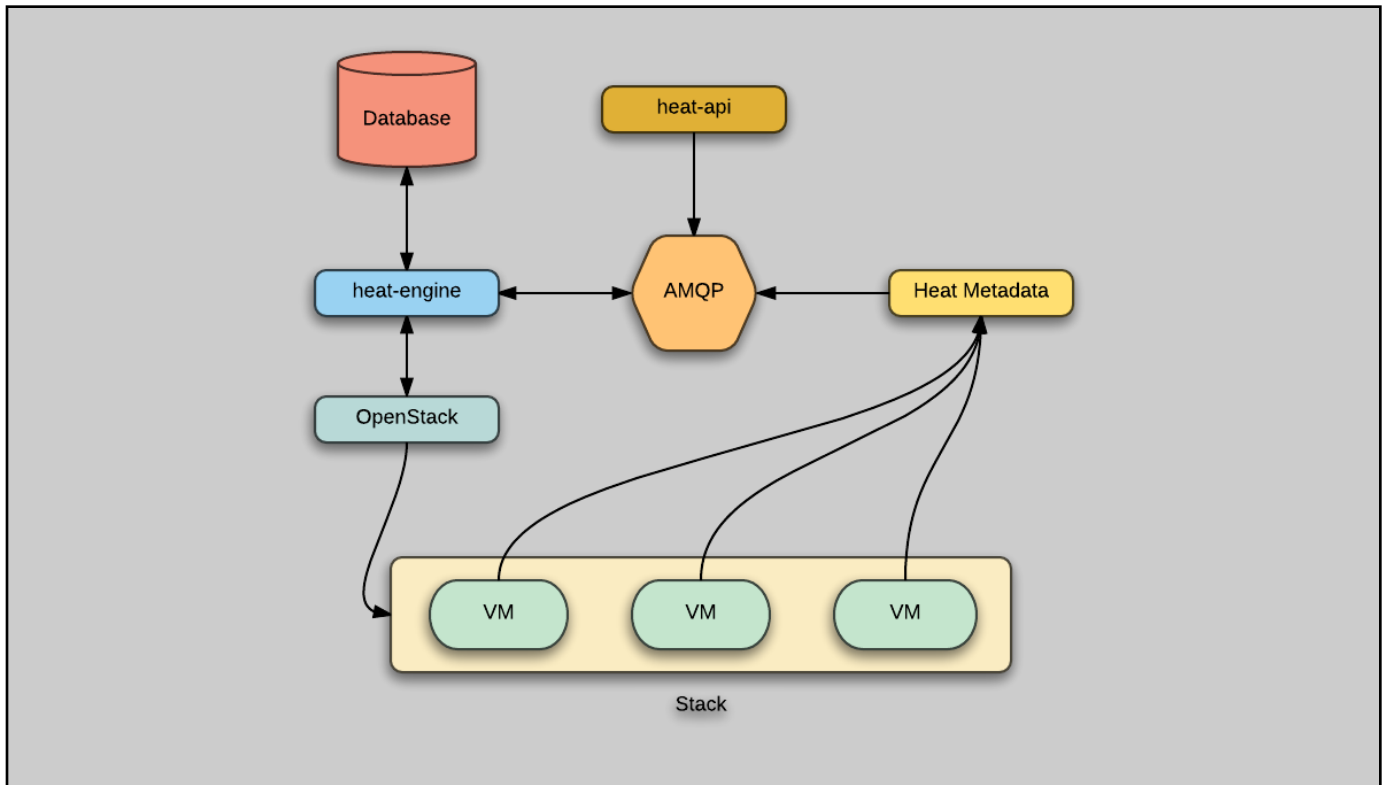 Database
heat-api
heat-engine
AMQP
Heat Metadata
OpenStack
VM
VM
VM
Stack